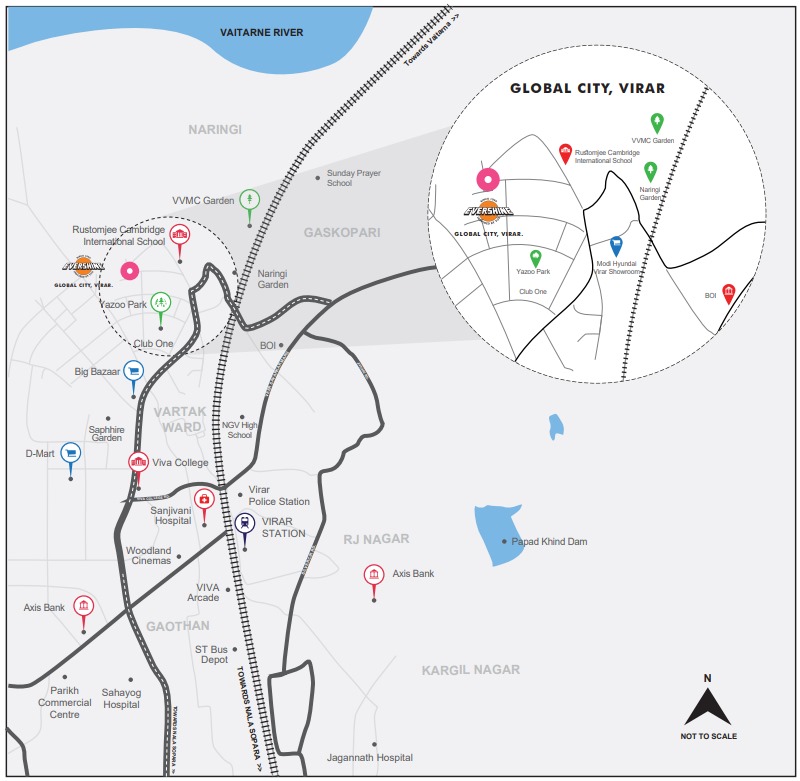 VAITARNE RIVER
Towards Vaitarna >>
NARINGI
Sunday Prayer
School
VVMC Garden
GASKOPARI
Rustomjee Cambridge
International School
EVERSHINE
GLOBAL CITY, VIRAR.
Naringi
Garden
Yazoo Park
Club One
BOI
Big Bazaar
VARTAK
WARD
Saphhire
Garden
NGV High
School
D-Mart
Viva College
Virar
Police Station
Sanjivani
Hospital
VIRAR
STATION
RJ NAGAR
Papad Khind Dam
Woodland
Cinemas
Axis Bank
VIVA
Arcade
Axis Bank
GAOTHAN
ST Bus
Depot
KARGIL NAGAR
Parikh
Commercial
Centre
Sahayog
Hospital
TOWARDS NALA SOPARA >>
TOWARDS NALA SOPARA >>
Jagannath Hospital
N
NOT TO SCALE
GLOBAL CITY, VIRAR
VVMC Garden
Rustomjee Cambridge
International School
Naringi
Garden
EVERSHINE
GLOBAL CITY, VIRAR.
Modi Hyundai
Virar Showroom
Yazoo Park
Club One
BOI